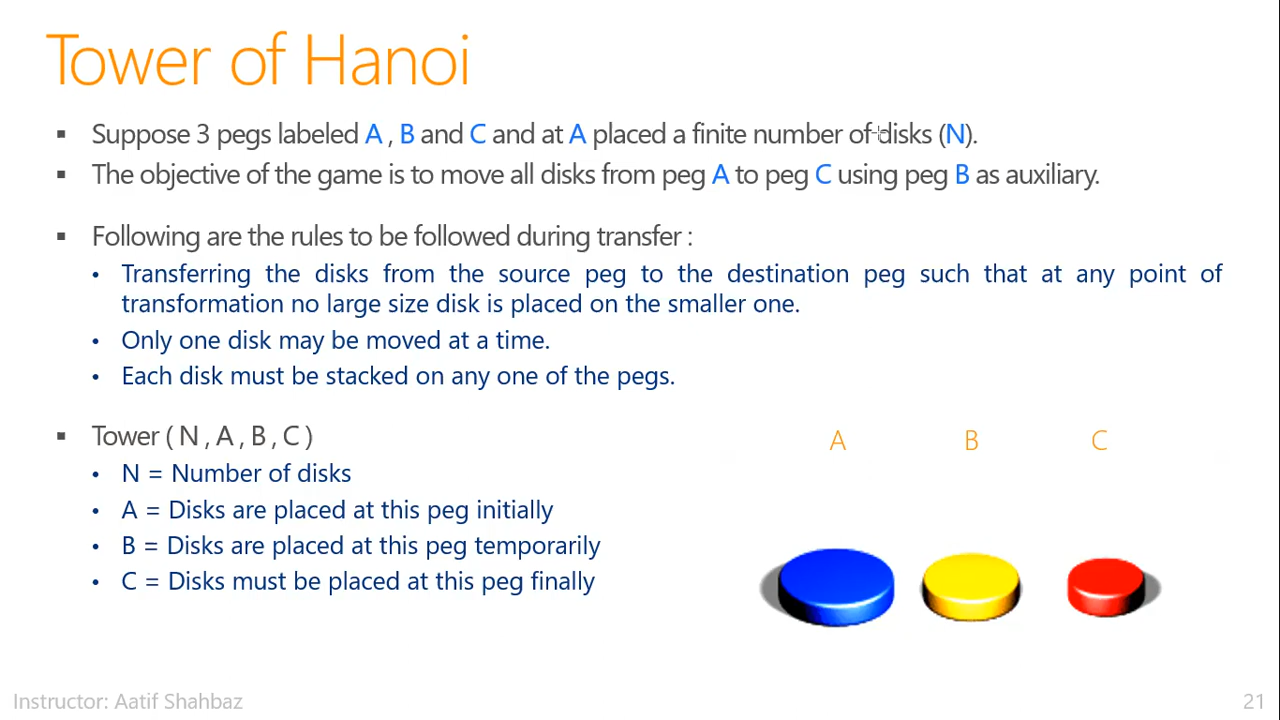 Tower of Hanoi
▪ Suppose 3 pegs labeled A , B and C and at A placed a finite number of disks (N).
▪ The objective of the game is to move all disks from peg A to peg C using peg B as auxiliary.
▪ Following are the rules to be followed during transfer :
• Transferring the disks from the source peg to the destination peg such that at any point of
transformation no large size disk is placed on the smaller one.
• Only one disk may be moved at a time.
• Each disk must be stacked on any one of the pegs.
▪ Tower ( N , A , B , C )
• N = Number of disks
• A = Disks are placed at this peg initially
• B = Disks are placed at this peg temporarily
• C = Disks must be placed at this peg finally
A B C
Instructor: Aatif Shahbaz
21